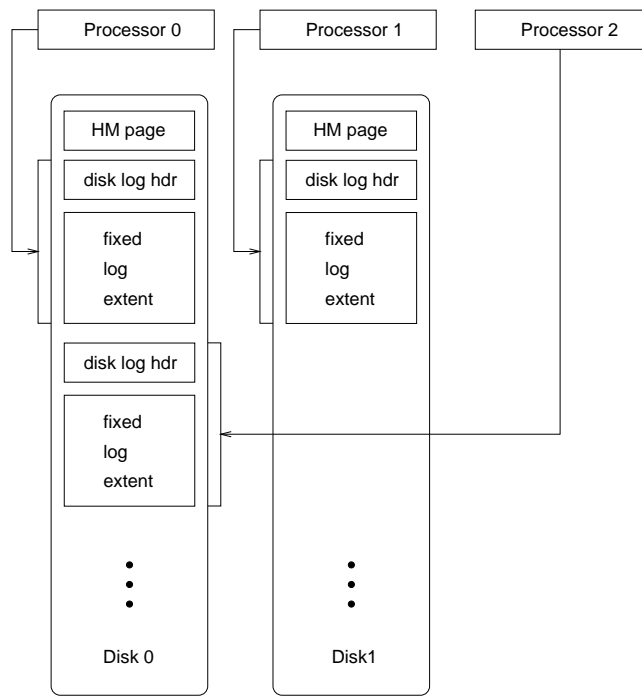 Processor 0
Processor 1
Processor 2
HM page
disk log hdr
fixed
log
extent
disk log hdr
fixed
log
extent
Disk 0
HM page
disk log hdr
fixed
log
extent
Disk1